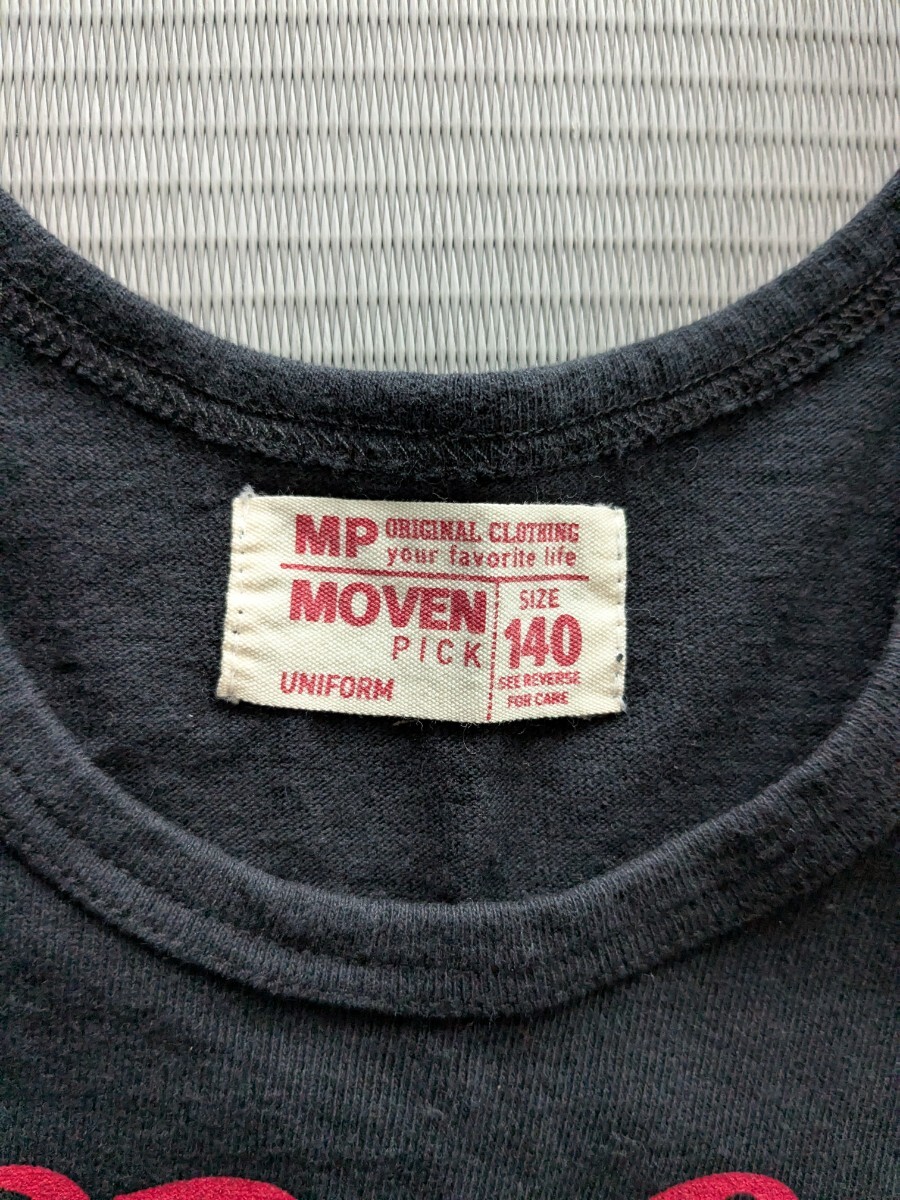 MP ORIGINAL CLOTHING
your favorite life
MOVEN
PICK
UNIFORM
SIZE
140
SEE REVERSE
FOR CARE